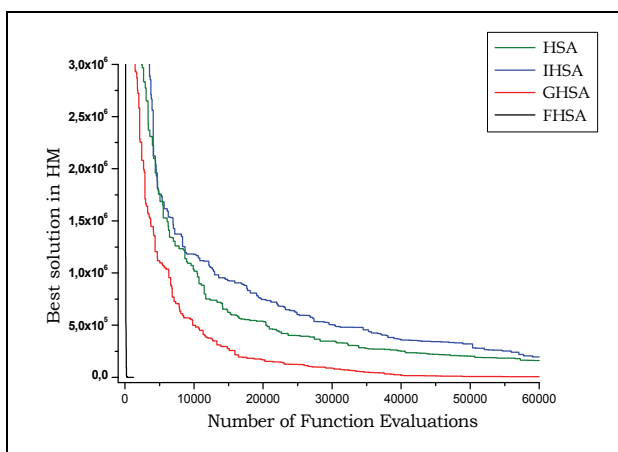 HSA
IHSA
GHSA
FHSA
3,0x10⁶
2,5x10⁶
2,0x10⁶
1,5x10⁶
1,0x10⁶
5,0x10⁵
0,0
Best solution in HM
0 10000 20000 30000 40000 50000 60000
Number of Function Evaluations